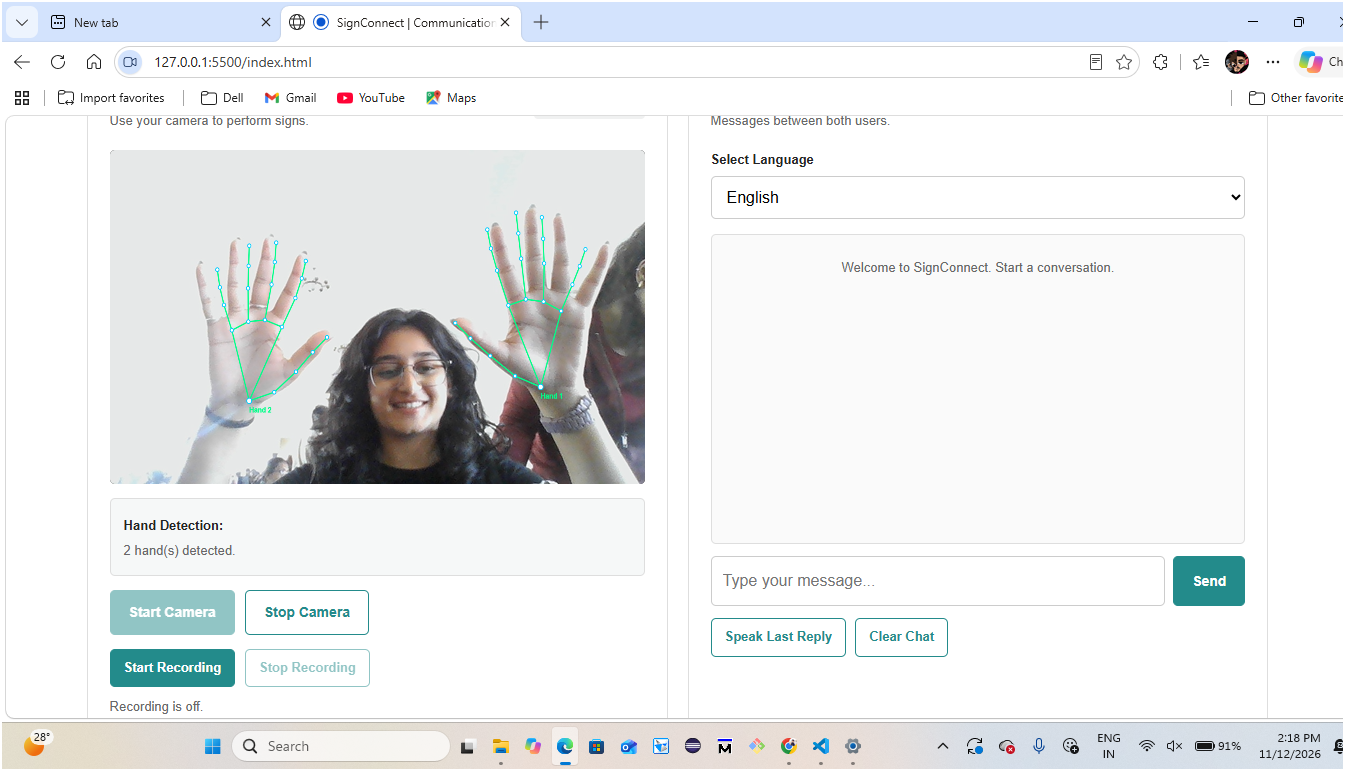 New tab
SignConnect | Communication
127.0.0.1:5500/index.html
Import favorites
Dell
Gmail
YouTube
Maps
Other favorite
Use your camera to perform signs.
Hand 2
Hand 1
Hand Detection:
2 hand(s) detected.
Start Camera
Stop Camera
Start Recording
Stop Recording
Recording is off.
Messages between both users.
Select Language
English
Welcome to SignConnect. Start a conversation.
Type your message...
Send
Speak Last Reply
Clear Chat
28°
Search
ENG
IN
91%
2:18 PM
11/12/2026